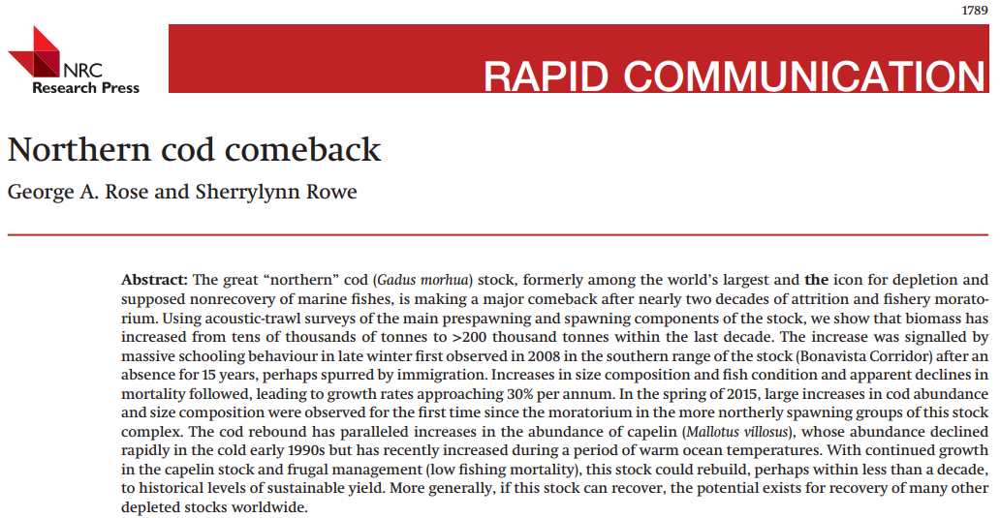 1789
NRC
Research Press
RAPID COMMUNICATION
Northern cod comeback
George A. Rose and Sherrylynn Rowe
Abstract: The great “northern” cod (Gadus morhua) stock, formerly among the world’s largest and the icon for depletion and
supposed nonrecovery of marine fishes, is making a major comeback after nearly two decades of attrition and fishery morato-
rium. Using acoustic-trawl surveys of the main prespawning and spawning components of the stock, we show that biomass has
increased from tens of thousands of tonnes to >200 thousand tonnes within the last decade. The increase was signalled by
massive schooling behaviour in late winter first observed in 2008 in the southern range of the stock (Bonavista Corridor) after an
absence for 15 years, perhaps spurred by immigration. Increases in size composition and fish condition and apparent declines in
mortality followed, leading to growth rates approaching 30% per annum. In the spring of 2015, large increases in cod abundance
and size composition were observed for the first time since the moratorium in the more northerly spawning groups of this stock
complex. The cod rebound has paralleled increases in the abundance of capelin (Mallotus villosus), whose abundance declined
rapidly in the cold early 1990s but has recently increased during a period of warm ocean temperatures. With continued growth
in the capelin stock and frugal management (low fishing mortality), this stock could rebuild, perhaps within less than a decade,
to historical levels of sustainable yield. More generally, if this stock can recover, the potential exists for recovery of many other
depleted stocks worldwide.